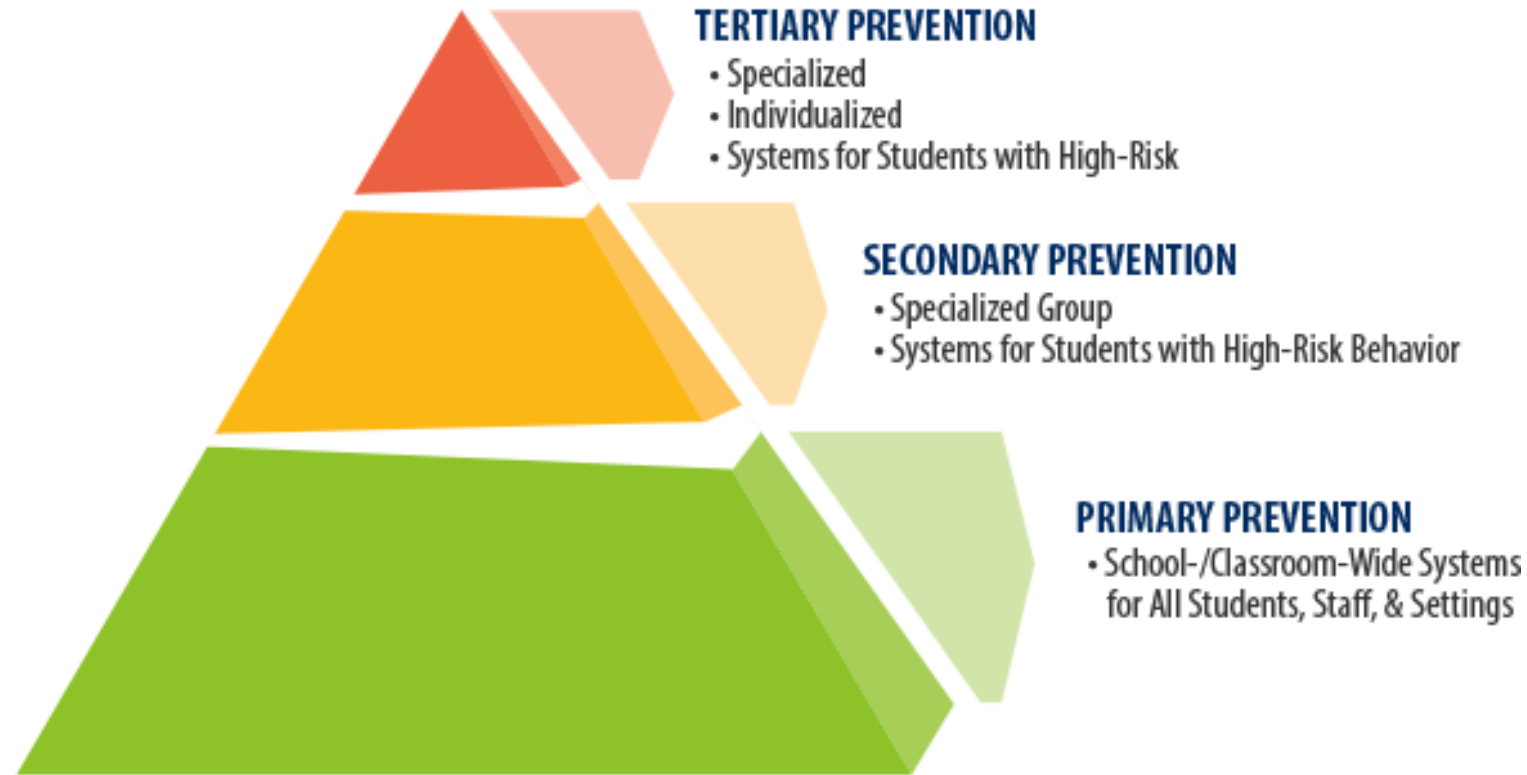 TERTIARY PREVENTION
• Specialized
• Individualized
• Systems for Students with High-Risk
SECONDARY PREVENTION
• Specialized Group
• Systems for Students with High-Risk Behavior
PRIMARY PREVENTION
• School-/Classroom-Wide Systems
for All Students, Staff, & Settings